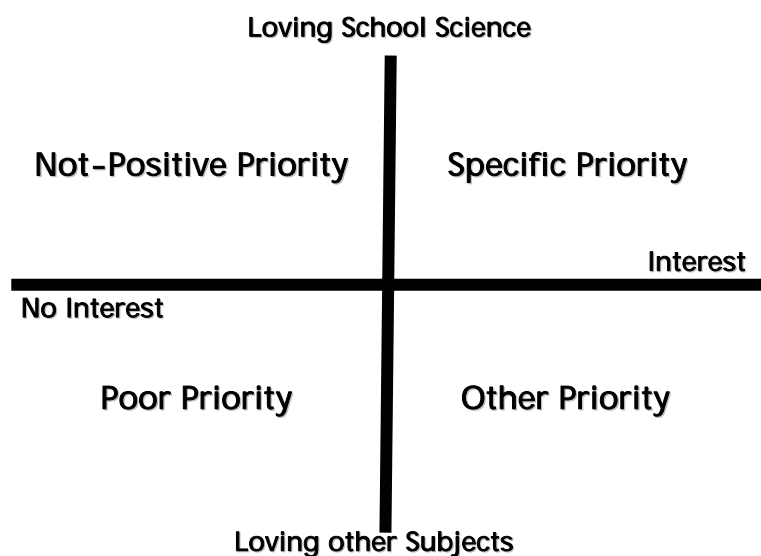 Loving School Science
Not-Positive Priority
Specific Priority
Interest
No Interest
Poor Priority
Other Priority
Loving other Subjects